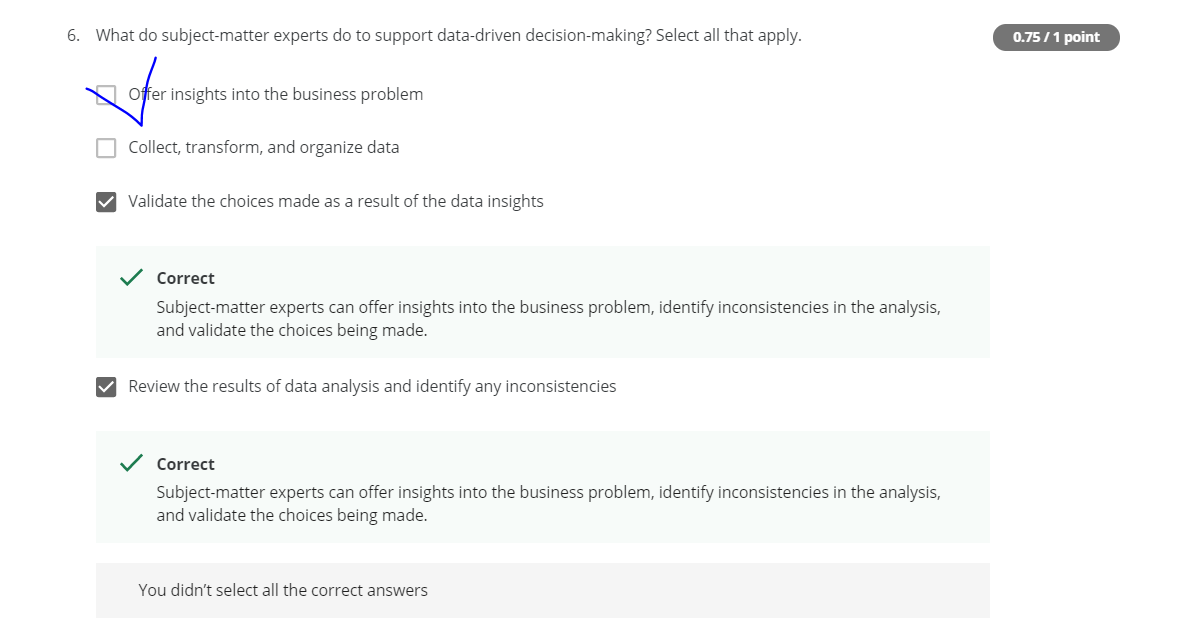 6. What do subject-matter experts do to support data-driven decision-making? Select all that apply.
0.75 / 1 point
Offer insights into the business problem
Collect, transform, and organize data
Validate the choices made as a result of the data insights
Correct
Subject-matter experts can offer insights into the business problem, identify inconsistencies in the analysis,
and validate the choices being made.
Review the results of data analysis and identify any inconsistencies
Correct
Subject-matter experts can offer insights into the business problem, identify inconsistencies in the analysis,
and validate the choices being made.
You didn't select all the correct answers